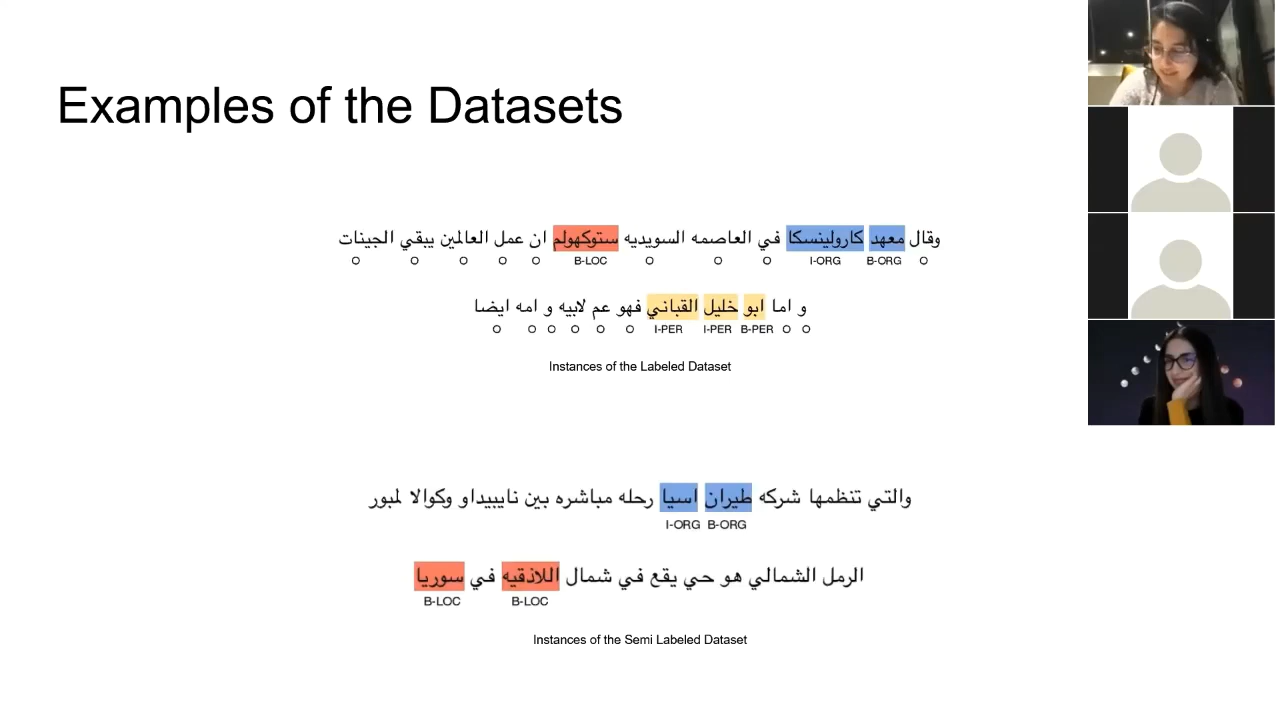 Examples of the Datasets
وقال معهد كارولينسكا في العاصمه السويديه ستوكهولم ان عمل العالمين يبقي الجينات
O O O O O B-LOC O O O I-ORG B-ORG O
و اما ابو خليل القباني فهو عم لابيه و امه ايضا
O O O O O O I-PER I-PER B-PER O O
Instances of the Labeled Dataset
والتي تنظمها شركه طيران اسيا رحله مباشره بين نايبيداو وكوالا لمبور
I-ORG B-ORG
الرمل الشمالي هو حي يقع في شمال اللاذقيه في سوريا
B-LOC B-LOC
Instances of the Semi Labeled Dataset